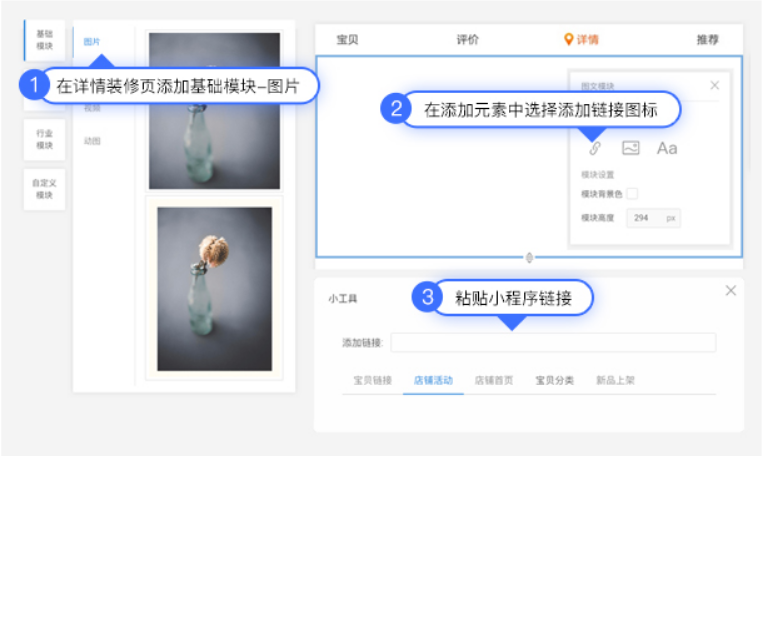 基础
模块
图片
1 在详情装修页添加基础模块-图片
视频
行业
模块
动图
自定义
模块
宝贝
评价
详情
推荐
图文模块
2 在添加元素中选择添加链接图标
Aa
模块设置
模块背景色
模块高度
294
px
小工具
3 粘贴小程序链接
添加链接:
宝贝链接
店铺活动
店铺首页
宝贝分类
新品上架